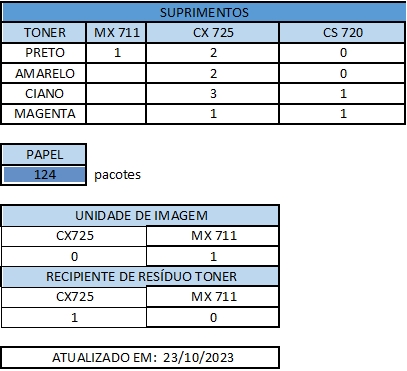 SUPRIMENTOS
TONER MX 711 CX 725 CS 720
PRETO 1 2 0
AMARELO 2 0
CIANO 3 1
MAGENTA 1 1
PAPEL
124 pacotes
UNIDADE DE IMAGEM
CX725 MX 711
0 1
RECIPIENTE DE RESÍDUO TONER
CX725 MX 711
1 0
ATUALIZADO EM: 23/10/2023